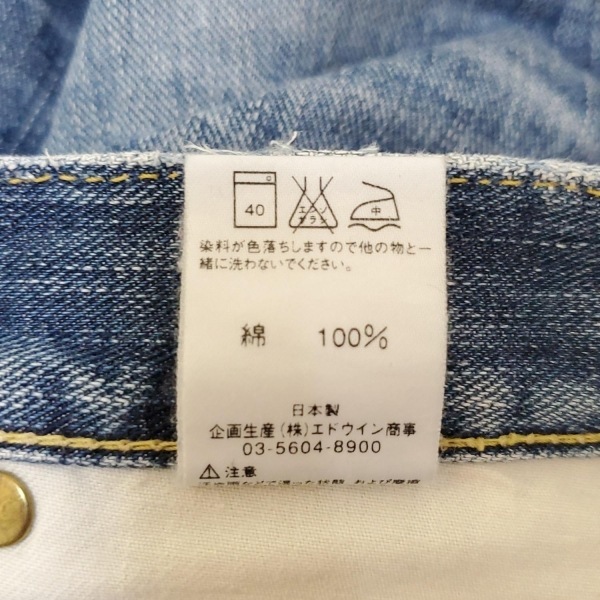 40 エンソ サラシ 中
染料が色落ちしますので他の物と一
緒に洗わないでください。
綿 100%
日本製
企画生産(株)エドウイン商事
03-5604-8900
⚠注意